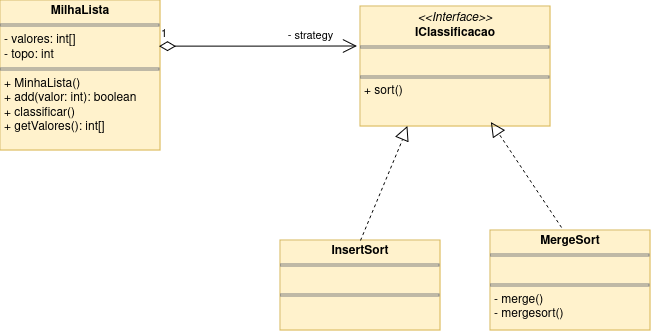 MilhaLista
- valores: int[]
- topo: int
+ MinhaLista()
+ add(valor: int): boolean
+ classificar()
+ getValores(): int[]
1
- strategy
<<Interface>>
IClassificacao
+ sort()
InsertSort
MergeSort
- merge()
- mergesort()